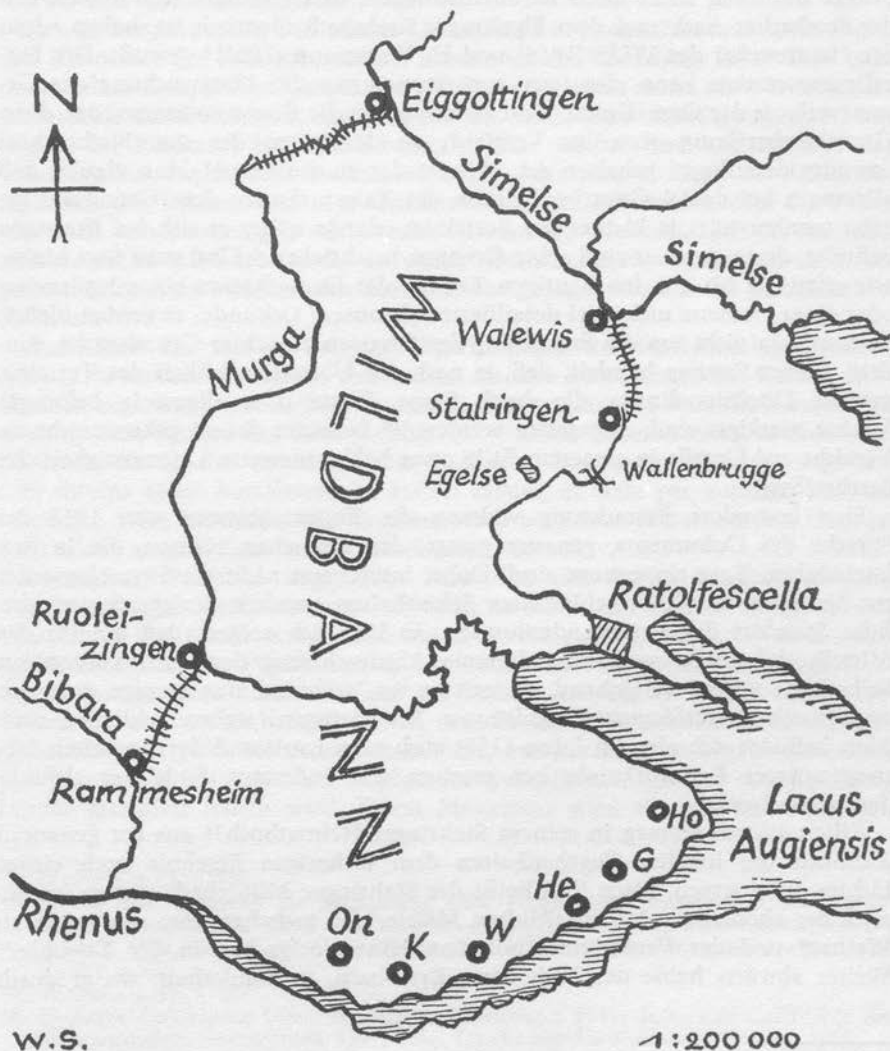 N
Eiggoltingen
Simelse
Simelse
Walewis
Murgi
Stalringen
Egelse
Wallenbrugge
WILDBANN
Ratolfescella
Ruolei-
zingen
Bibara
Rammesheim
Lacus
Augiensis
Ho
G
He
W
K
On
Rhenus
W.S.
1:200 000